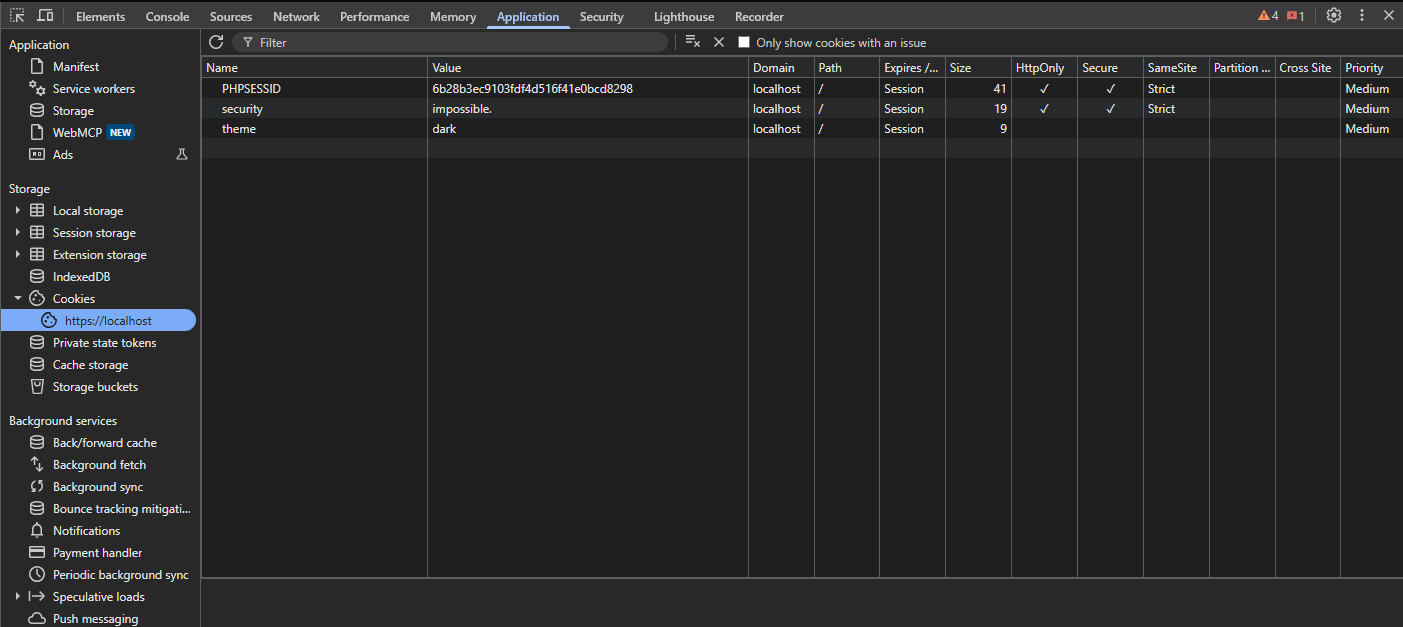 Elements Console Sources Network Performance Memory Application Security Lighthouse Recorder 4 1
Application
Manifest
Service workers
Storage
WebMCP NEW
Ads
Storage
Local storage
Session storage
Extension storage
IndexedDB
Cookies
https://localhost
Private state tokens
Cache storage
Storage buckets
Background services
Back/forward cache
Background fetch
Background sync
Bounce tracking mitigati...
Notifications
Payment handler
Periodic background sync
Speculative loads
Push messaging
Filter Only show cookies with an issue
Name Value Domain Path Expires /... Size HttpOnly Secure SameSite Partition ... Cross Site Priority
PHPSESSID 6b28b3ec9103fdf4d516f41e0bcd8298 localhost / Session 41 ✓ ✓ Strict Medium
security impossible. localhost / Session 19 ✓ ✓ Strict Medium
theme dark localhost / Session 9 Medium